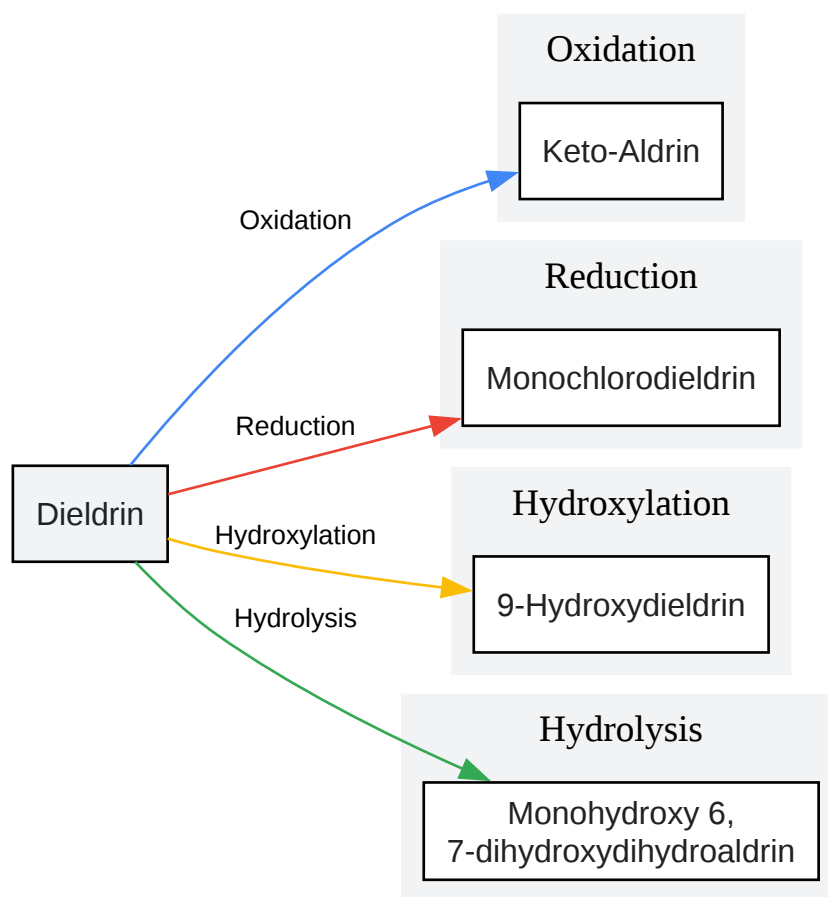 Oxidation
Keto-Aldrin
Oxidation
Reduction
Monochlorodieldrin
Reduction
Dieldrin
Hydroxylation
Hydroxylation
9-Hydroxydieldrin
Hydrolysis
Hydrolysis
Monohydroxy 6,
7-dihydroxydihydroaldrin